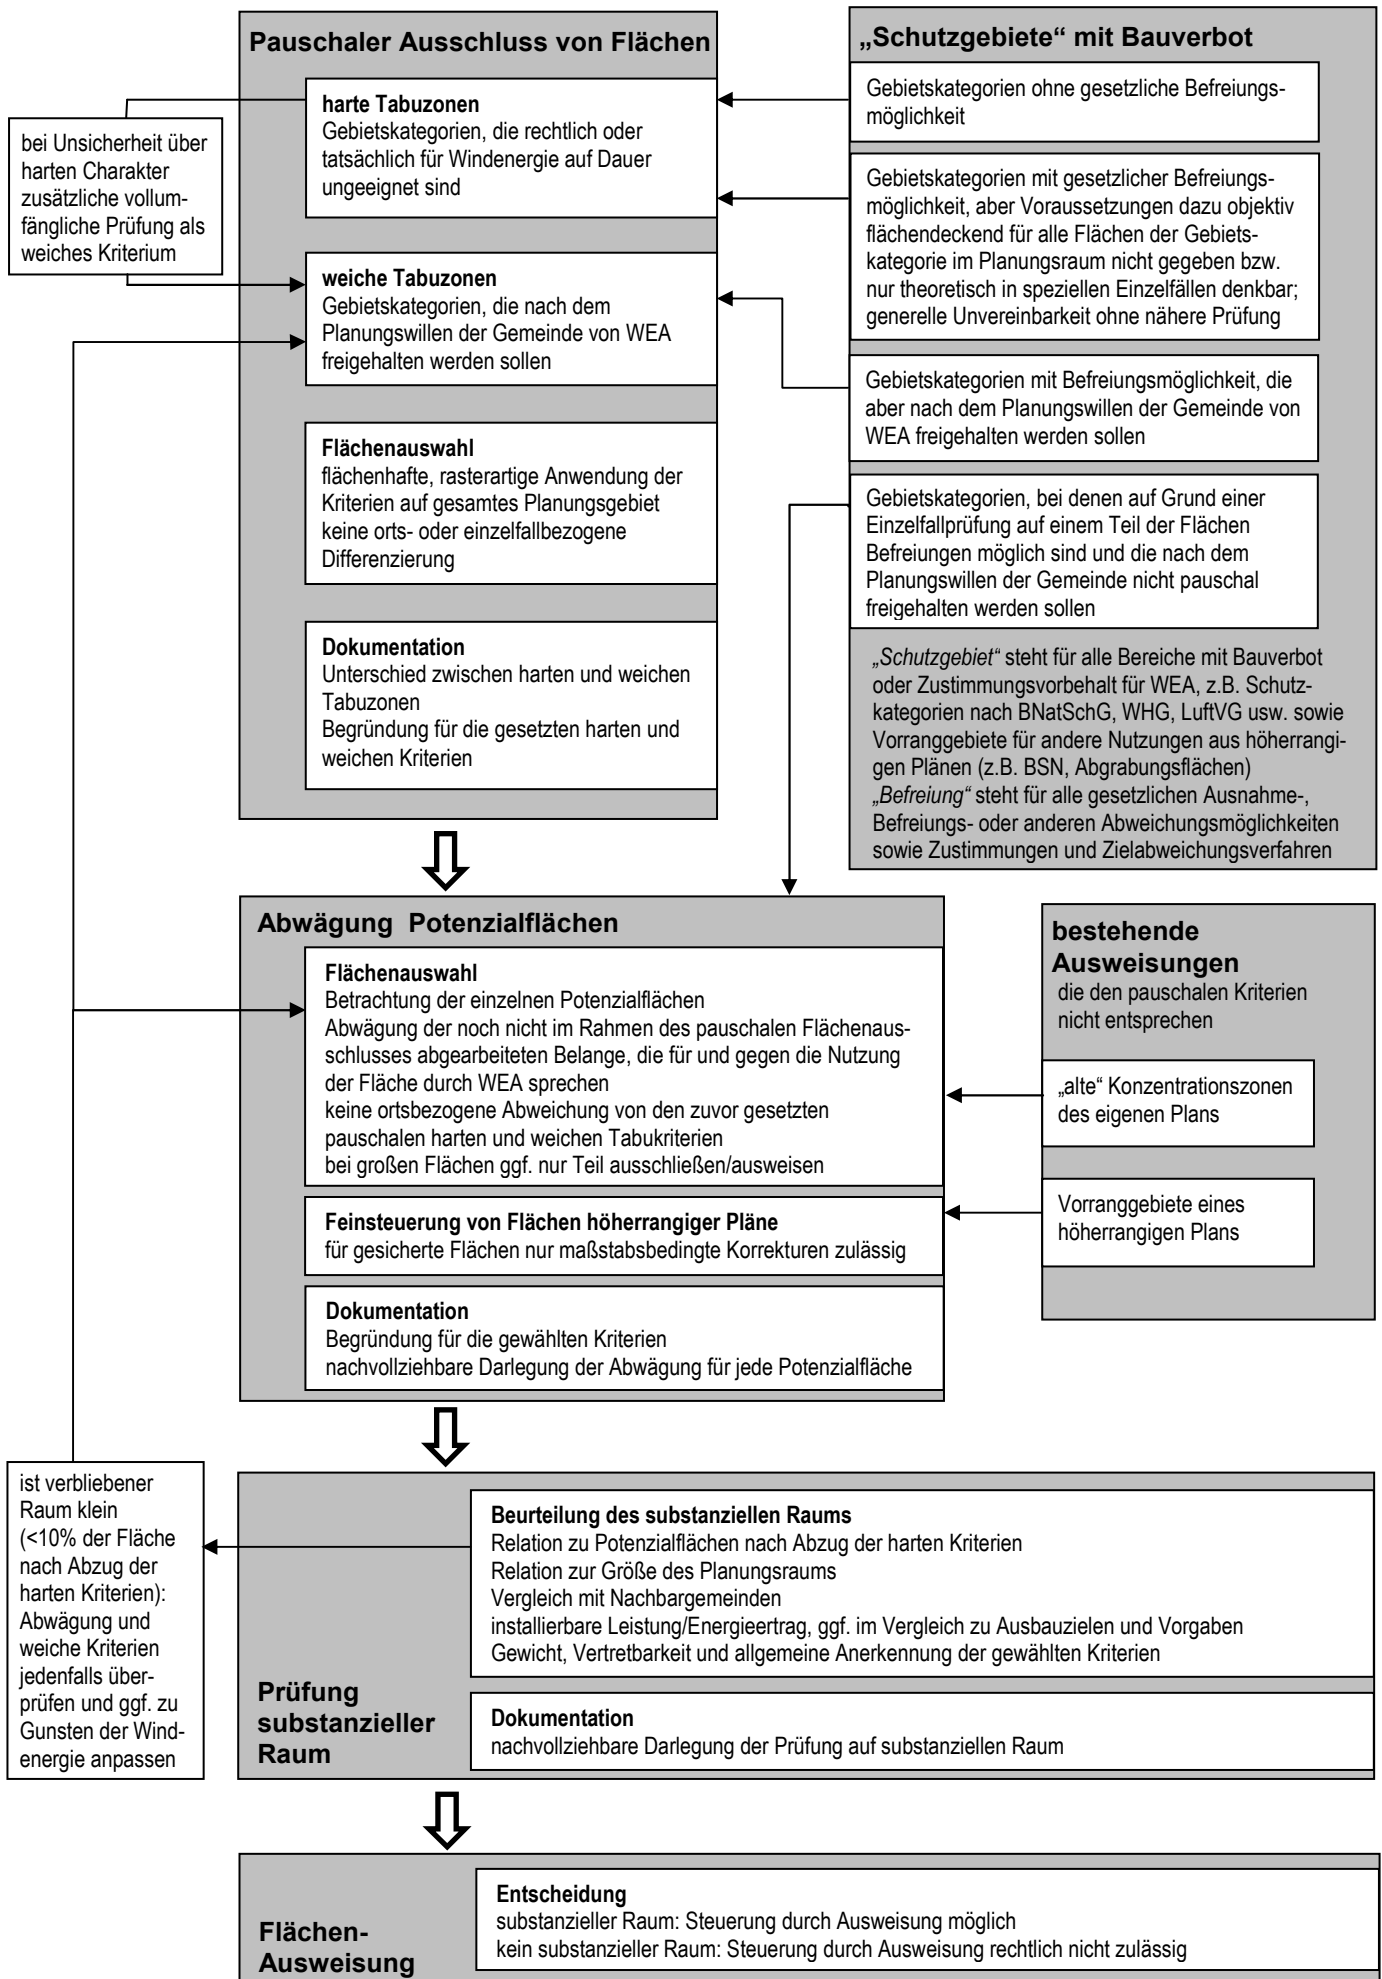 Pauschaler Ausschluss von Flächen
harte Tabuzonen
Gebietskategorien, die rechtlich oder
tatsächlich für Windenergie auf Dauer
ungeeignet sind
bei Unsicherheit über
harten Charakter
zusätzliche vollum-
fängliche Prüfung als
weiches Kriterium
weiche Tabuzonen
Gebietskategorien, die nach dem
Planungswillen der Gemeinde von WEA
freigehalten werden sollen
Flächenauswahl
flächenhafte, rasterartige Anwendung der
Kriterien auf gesamtes Planungsgebiet
keine orts- oder einzelfallbezogene
Differenzierung
Dokumentation
Unterschied zwischen harten und weichen
Tabuzonen
Begründung für die gesetzten harten und
weichen Kriterien
„Schutzgebiete“ mit Bauverbot
Gebietskategorien ohne gesetzliche Befreiungs-
möglichkeit
Gebietskategorien mit gesetzlicher Befreiungs-
möglichkeit, aber Voraussetzungen dazu objektiv
flächendeckend für alle Flächen der Gebiets-
kategorie im Planungsraum nicht gegeben bzw.
nur theoretisch in speziellen Einzelfällen denkbar;
generelle Unvereinbarkeit ohne nähere Prüfung
Gebietskategorien mit Befreiungsmöglichkeit, die
aber nach dem Planungswillen der Gemeinde von
WEA freigehalten werden sollen
Gebietskategorien, bei denen auf Grund einer
Einzelfallprüfung auf einem Teil der Flächen
Befreiungen möglich sind und die nach dem
Planungswillen der Gemeinde nicht pauschal
freigehalten werden sollen
„Schutzgebiet“ steht für alle Bereiche mit Bauverbot
oder Zustimmungsvorbehalt für WEA, z.B. Schutz-
kategorien nach BNatSchG, WHG, LuftVG usw. sowie
Vorranggebiete für andere Nutzungen aus höherrangi-
gen Plänen (z.B. BSN, Abgrabungsflächen)
„Befreiung“ steht für alle gesetzlichen Ausnahme-,
Befreiungs- oder anderen Abweichungsmöglichkeiten
sowie Zustimmungen und Zielabweichungsverfahren
Abwägung Potenzialflächen
Flächenauswahl
Betrachtung der einzelnen Potenzialflächen
Abwägung der noch nicht im Rahmen des pauschalen Flächenaus-
schlusses abgearbeiteten Belange, die für und gegen die Nutzung
der Fläche durch WEA sprechen
keine ortsbezogene Abweichung von den zuvor gesetzten
pauschalen harten und weichen Tabukriterien
bei großen Flächen ggf. nur Teil ausschließen/ausweisen
Feinsteuerung von Flächen höherrangiger Pläne
für gesicherte Flächen nur maßstabsbedingte Korrekturen zulässig
Dokumentation
Begründung für die gewählten Kriterien
nachvollziehbare Darlegung der Abwägung für jede Potenzialfläche
bestehende
Ausweisungen
die den pauschalen Kriterien
nicht entsprechen
„alte“ Konzentrationszonen
des eigenen Plans
Vorranggebiete eines
höherrangigen Plans
ist verbliebener
Raum klein
(<10% der Fläche
nach Abzug der
harten Kriterien):
Abwägung und
weiche Kriterien
jedenfalls über-
prüfen und ggf. zu
Gunsten der Wind-
energie anpassen
Prüfung
substanzieller
Raum
Beurteilung des substanziellen Raums
Relation zu Potenzialflächen nach Abzug der harten Kriterien
Relation zur Größe des Planungsraums
Vergleich mit Nachbargemeinden
installierbare Leistung/Energieertrag, ggf. im Vergleich zu Ausbauzielen und Vorgaben
Gewicht, Vertretbarkeit und allgemeine Anerkennung der gewählten Kriterien
Dokumentation
nachvollziehbare Darlegung der Prüfung auf substanziellen Raum
Flächen-
Ausweisung
Entscheidung
substanzieller Raum: Steuerung durch Ausweisung möglich
kein substanzieller Raum: Steuerung durch Ausweisung rechtlich nicht zulässig